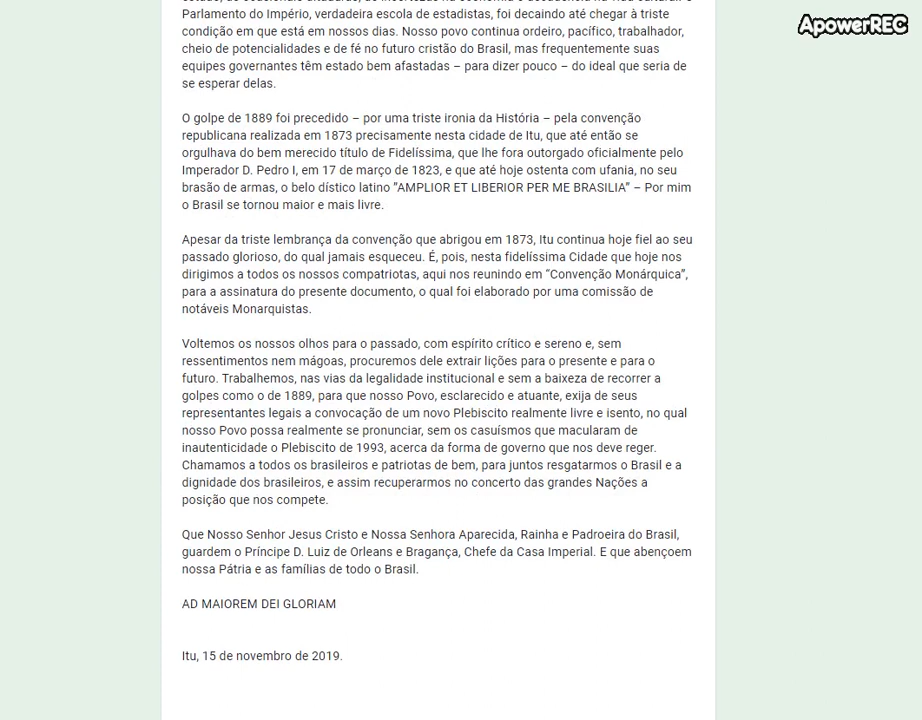 Parlamento do Império, verdadeira escola de estadistas, foi decaindo até chegar à triste
condição em que está em nossos dias. Nosso povo continua ordeiro, pacífico, trabalhador,
cheio de potencialidades e de fé no futuro cristão do Brasil, mas frequentemente suas
equipes governantes têm estado bem afastadas – para dizer pouco – do ideal que seria de
se esperar delas.
O golpe de 1889 foi precedido – por uma triste ironia da História – pela convenção
republicana realizada em 1873 precisamente nesta cidade de Itu, que até então se
orgulhava do bem merecido título de Fidelíssima, que lhe fora outorgado oficialmente pelo
Imperador D. Pedro I, em 17 de março de 1823, e que até hoje ostenta com ufania, no seu
brasão de armas, o belo dístico latino ”AMPLIOR ET LIBERIOR PER ME BRASILIA” – Por mim
o Brasil se tornou maior e mais livre.
Apesar da triste lembrança da convenção que abrigou em 1873, Itu continua hoje fiel ao seu
passado glorioso, do qual jamais esqueceu. É, pois, nesta fidelíssima Cidade que hoje nos
dirigimos a todos os nossos compatriotas, aqui nos reunindo em “Convenção Monárquica”,
para a assinatura do presente documento, o qual foi elaborado por uma comissão de
notáveis Monarquistas.
Voltemos os nossos olhos para o passado, com espírito crítico e sereno e, sem
ressentimentos nem mágoas, procuremos dele extrair lições para o presente e para o
futuro. Trabalhemos, nas vias da legalidade institucional e sem a baixeza de recorrer a
golpes como o de 1889, para que nosso Povo, esclarecido e atuante, exija de seus
representantes legais a convocação de um novo Plebiscito realmente livre e isento, no qual
nosso Povo possa realmente se pronunciar, sem os casuísmos que macularam de
inautenticidade o Plebiscito de 1993, acerca da forma de governo que nos deve reger.
Chamamos a todos os brasileiros e patriotas de bem, para juntos resgatarmos o Brasil e a
dignidade dos brasileiros, e assim recuperarmos no concerto das grandes Nações a
posição que nos compete.
Que Nosso Senhor Jesus Cristo e Nossa Senhora Aparecida, Rainha e Padroeira do Brasil,
guardem o Príncipe D. Luiz de Orleans e Bragança, Chefe da Casa Imperial. E que abençoem
nossa Pátria e as famílias de todo o Brasil.
AD MAIOREM DEI GLORIAM
Itu, 15 de novembro de 2019.
ApowerREC